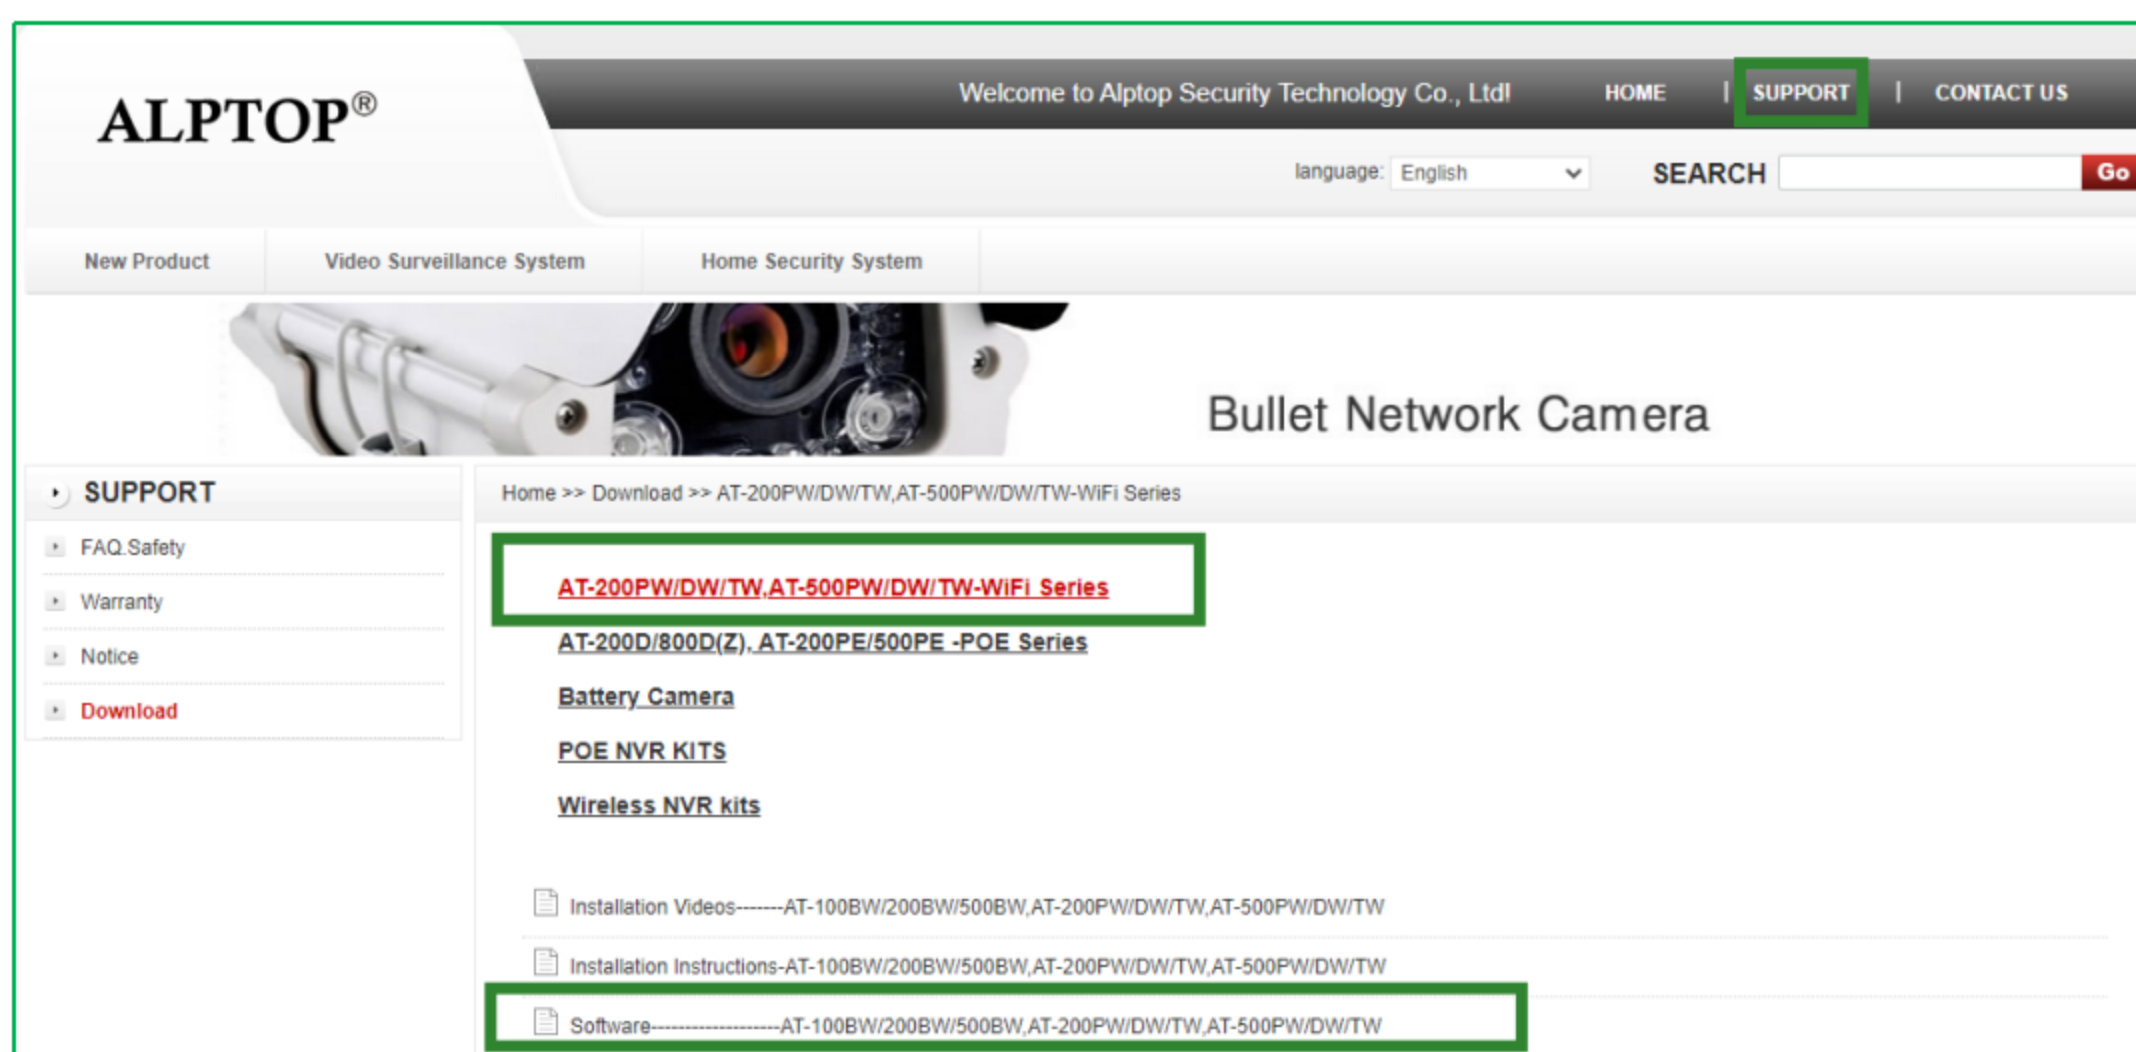 ALPTOP®
Welcome to Alptop Security Technology Co., Ltd!
HOME | SUPPORT | CONTACT US
language: English
SEARCH Go
New Product Video Surveillance System Home Security System
Bullet Network Camera
SUPPORT
FAQ.Safety
Warranty
Notice
Download
Home >> Download >> AT-200PW/DW/TW,AT-500PW/DW/TW-WiFi Series
AT-200PW/DW/TW,AT-500PW/DW/TW-WiFi Series
AT-200D/800D(Z), AT-200PE/500PE -POE Series
Battery Camera
POE NVR KITS
Wireless NVR kits
Installation Videos-------AT-100BW/200BW/500BW,AT-200PW/DW/TW,AT-500PW/DW/TW
Installation Instructions-AT-100BW/200BW/500BW,AT-200PW/DW/TW,AT-500PW/DW/TW
Software-------------------AT-100BW/200BW/500BW,AT-200PW/DW/TW,AT-500PW/DW/TW